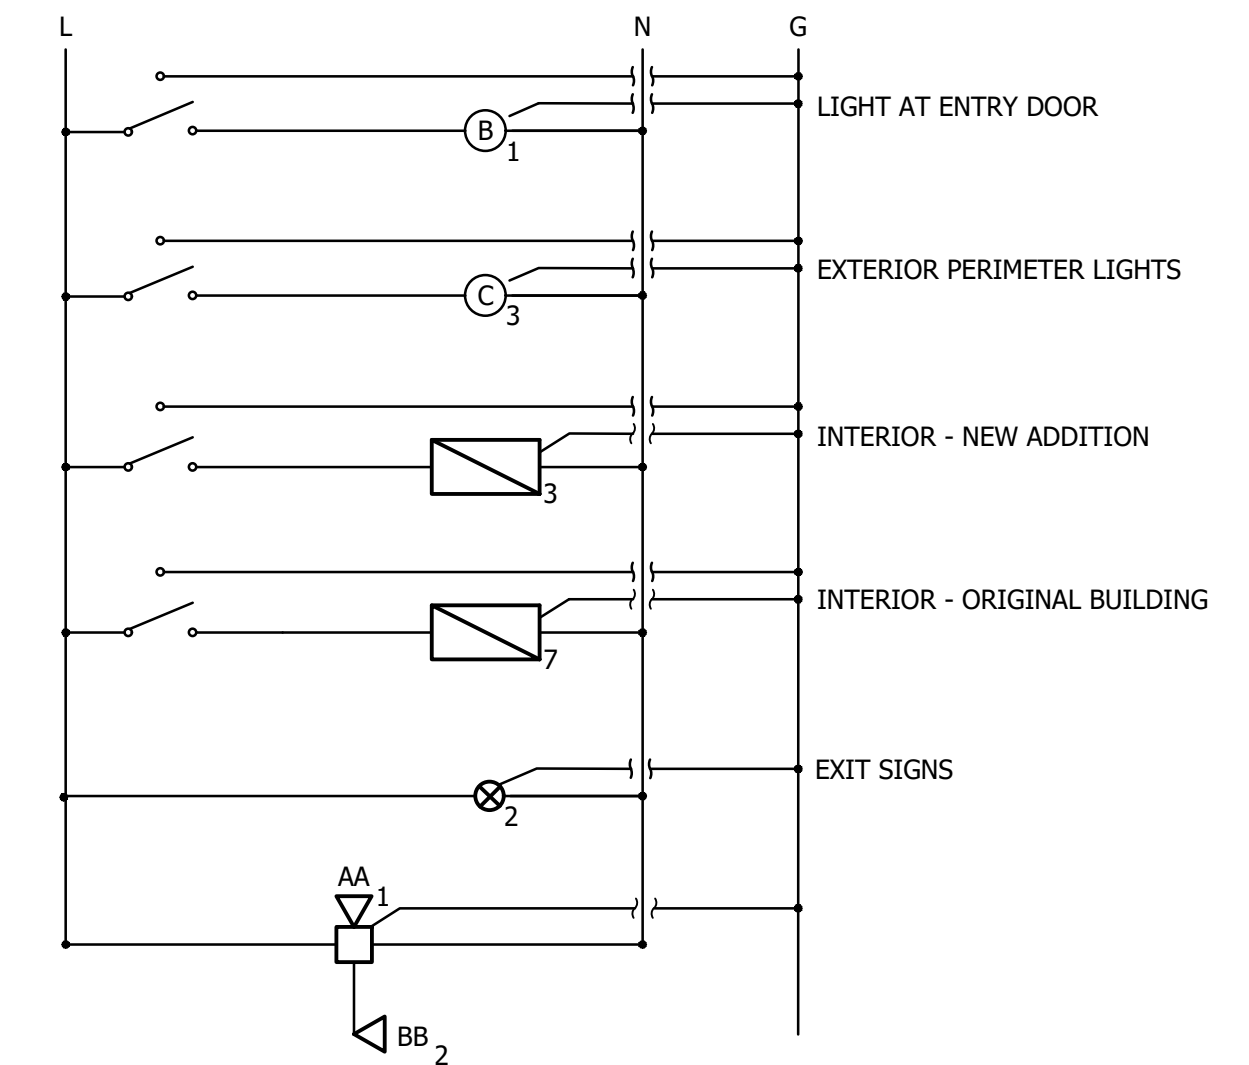 L N G
LIGHT AT ENTRY DOOR
B
1
EXTERIOR PERIMETER LIGHTS
C
3
INTERIOR - NEW ADDITION
3
INTERIOR - ORIGINAL BUILDING
7
EXIT SIGNS
2
AA 1
BB 2